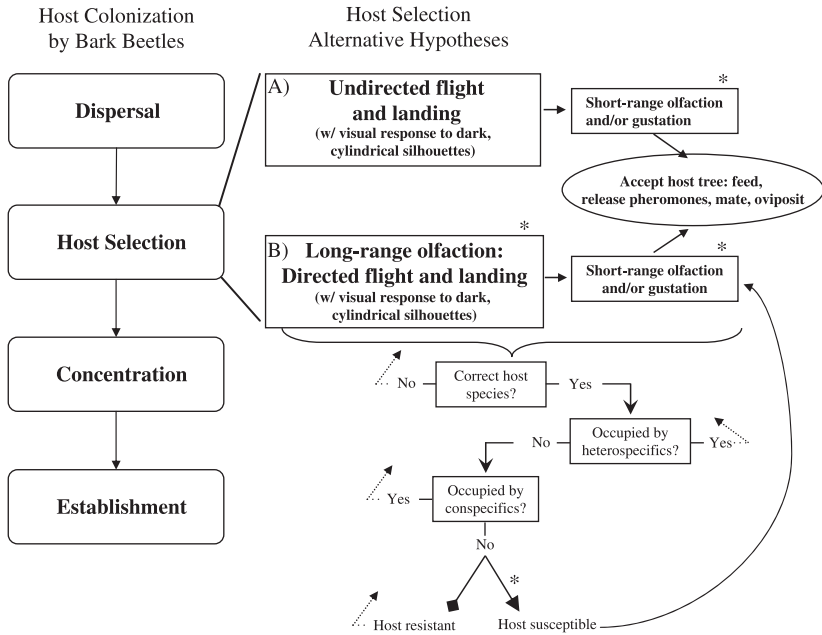 Host Colonization
by Bark Beetles
Dispersal
Host Selection
Concentration
Establishment
Host Selection
Alternative Hypotheses
A) Undirected flight
and landing
(w/ visual response to dark,
cylindrical silhouettes)
*
Short-range olfaction
and/or gustation
Accept host tree: feed,
release pheromones, mate, oviposit
*
B) Long-range olfaction:
Directed flight and landing
(w/ visual response to dark,
cylindrical silhouettes)
*
Short-range olfaction
and/or gustation
No
Correct host
species?
Yes
No
Occupied by
heterospecifics?
Yes
Yes
Occupied by
conspecifics?
No
*
Host resistant
Host susceptible